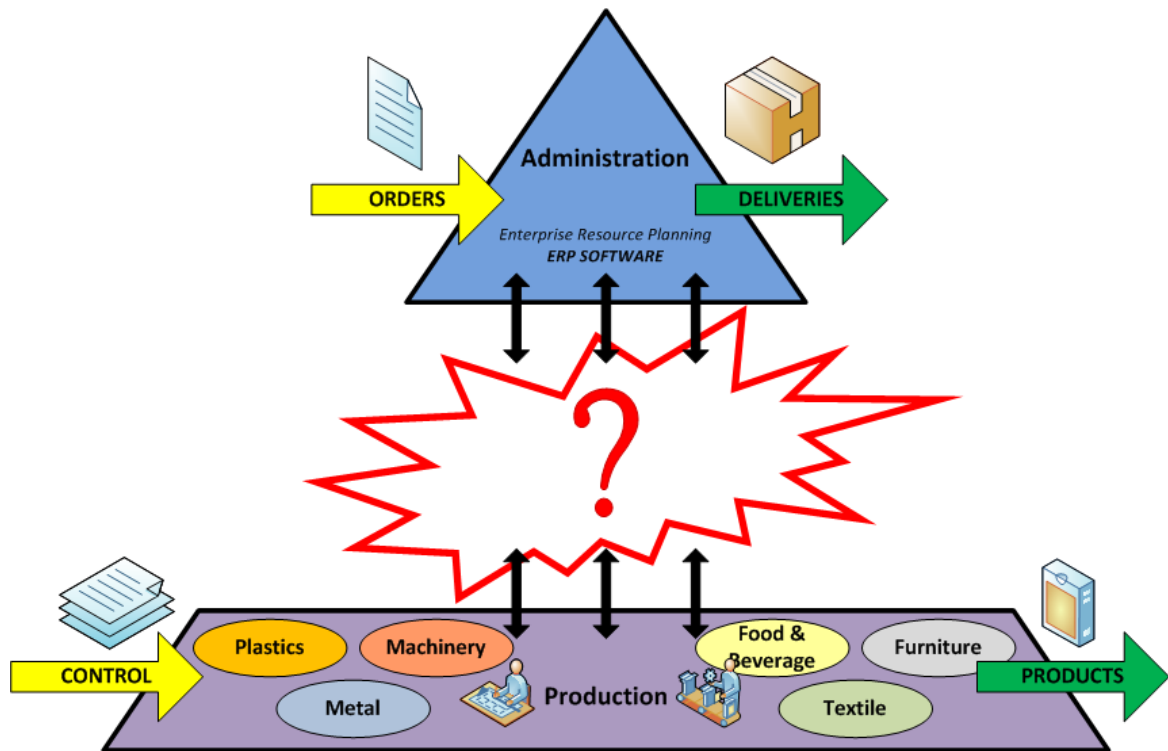 Administration
ORDERS
DELIVERIES
Enterprise Resource Planning
ERP SOFTWARE
?
Plastics
Machinery
Food &
Beverage
Furniture
CONTROL
PRODUCTS
Metal
Production
Textile